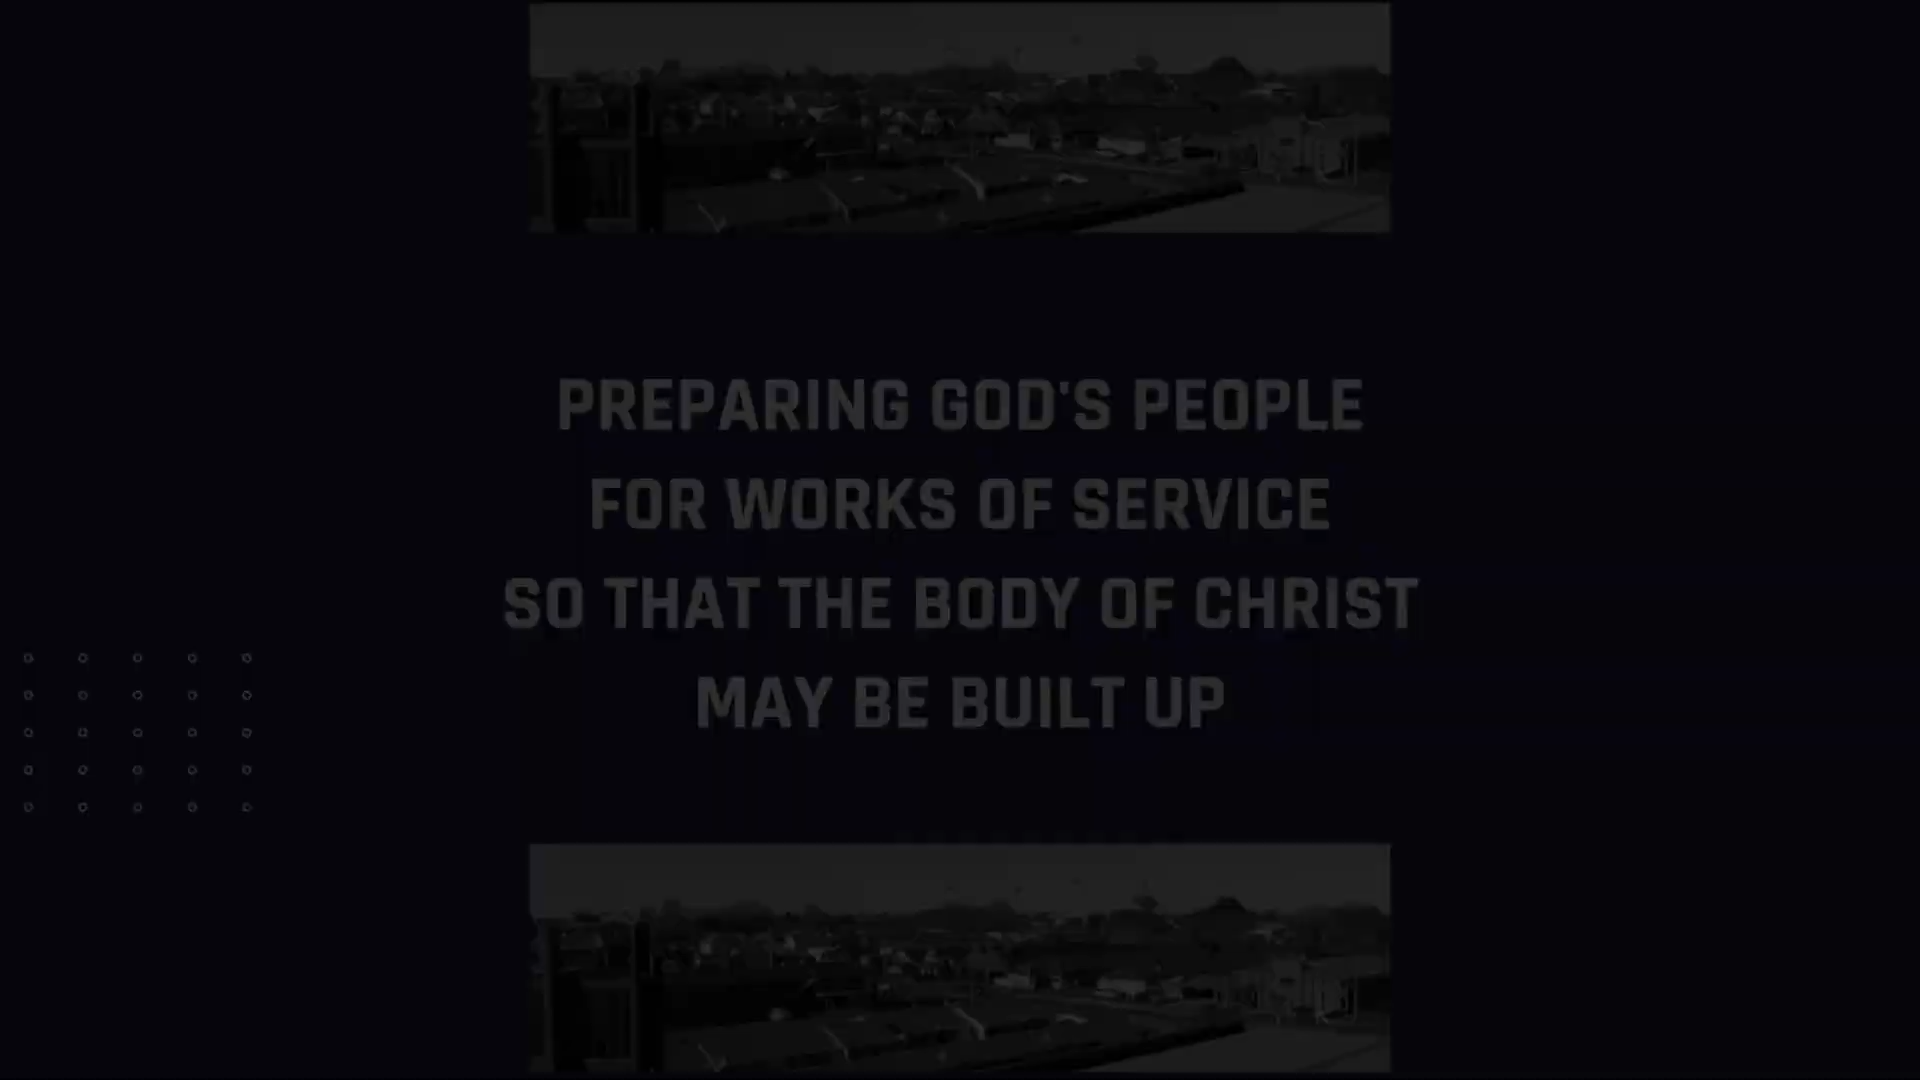 PREPARING GOD'S PEOPLE
FOR WORKS OF SERVICE
SO THAT THE BODY OF CHRIST
MAY BE BUILT UP